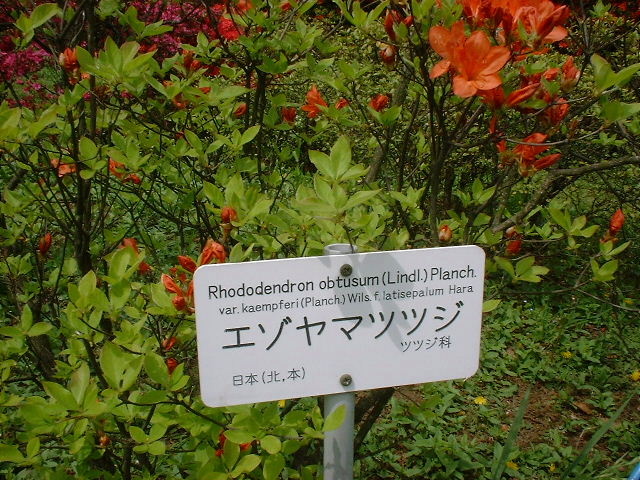 Rhododendron obtusum (Lindl.) Planch.
var. kaempferi (Planch.) Wils. f. latisepalum Hara
エゾヤマツツジ
ツツジ科
日本(北,本)